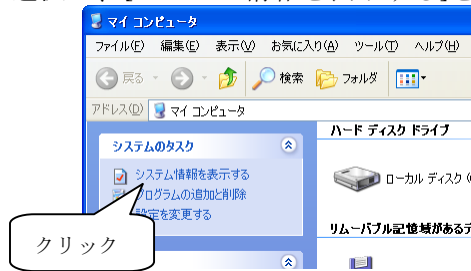 マイ コンピュータ
ファイル(F) 編集(E) 表示(V) お気に入り(A) ツール(T) ヘルプ(H)
戻る 検索 フォルダ
アドレス(D) マイ コンピュータ
システムのタスク
システム情報を表示する
プログラムの追加と削除
設定を変更する
クリック
ハード ディスク ドライブ
ローカル ディスク (
リムーバブル記憶域がある